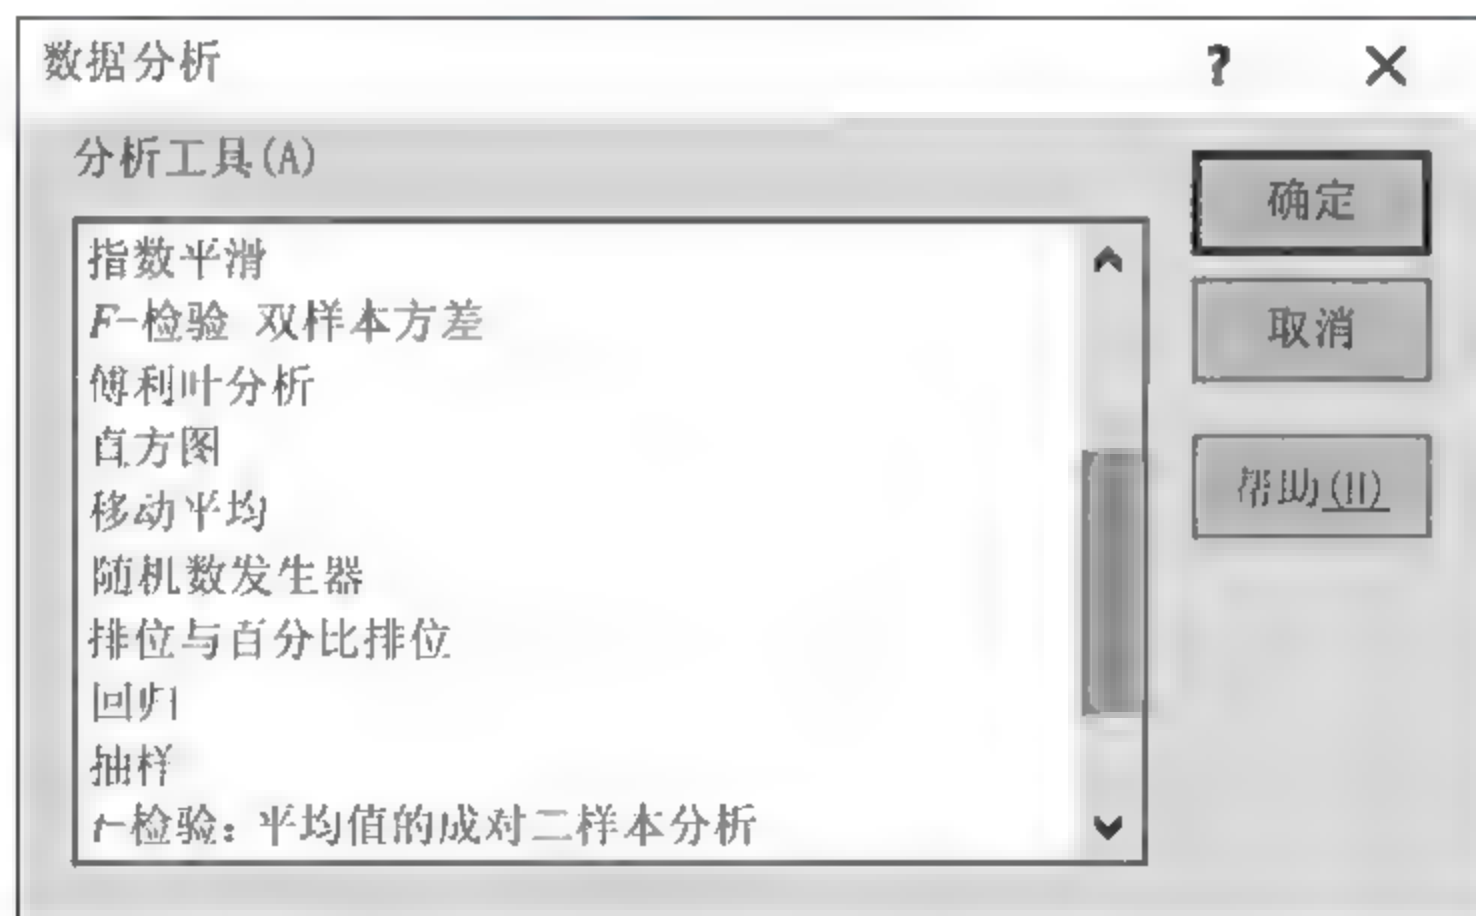 数据分析
? ×
分析工具(A)
确定
指数平滑
F-检验 双样本方差
取消
傅利叶分析
直方图
移动平均
帮助(H)
随机数发生器
排位与百分比排位
回归
抽样
t-检验：平均值的成对二样本分析